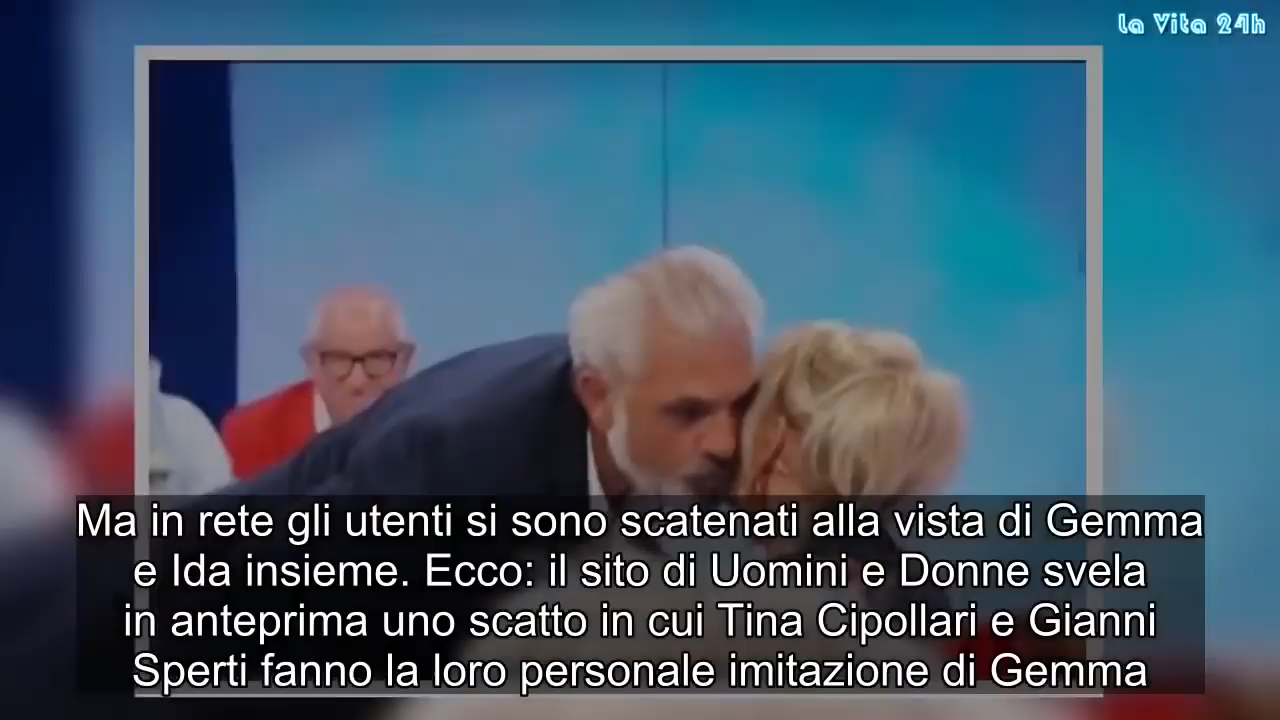 La Vita 24h
Ma in rete gli utenti si sono scatenati alla vista di Gemma
e Ida insieme. Ecco: il sito di Uomini e Donne svela
in anteprima uno scatto in cui Tina Cipollari e Gianni
Sperti fanno la loro personale imitazione di Gemma